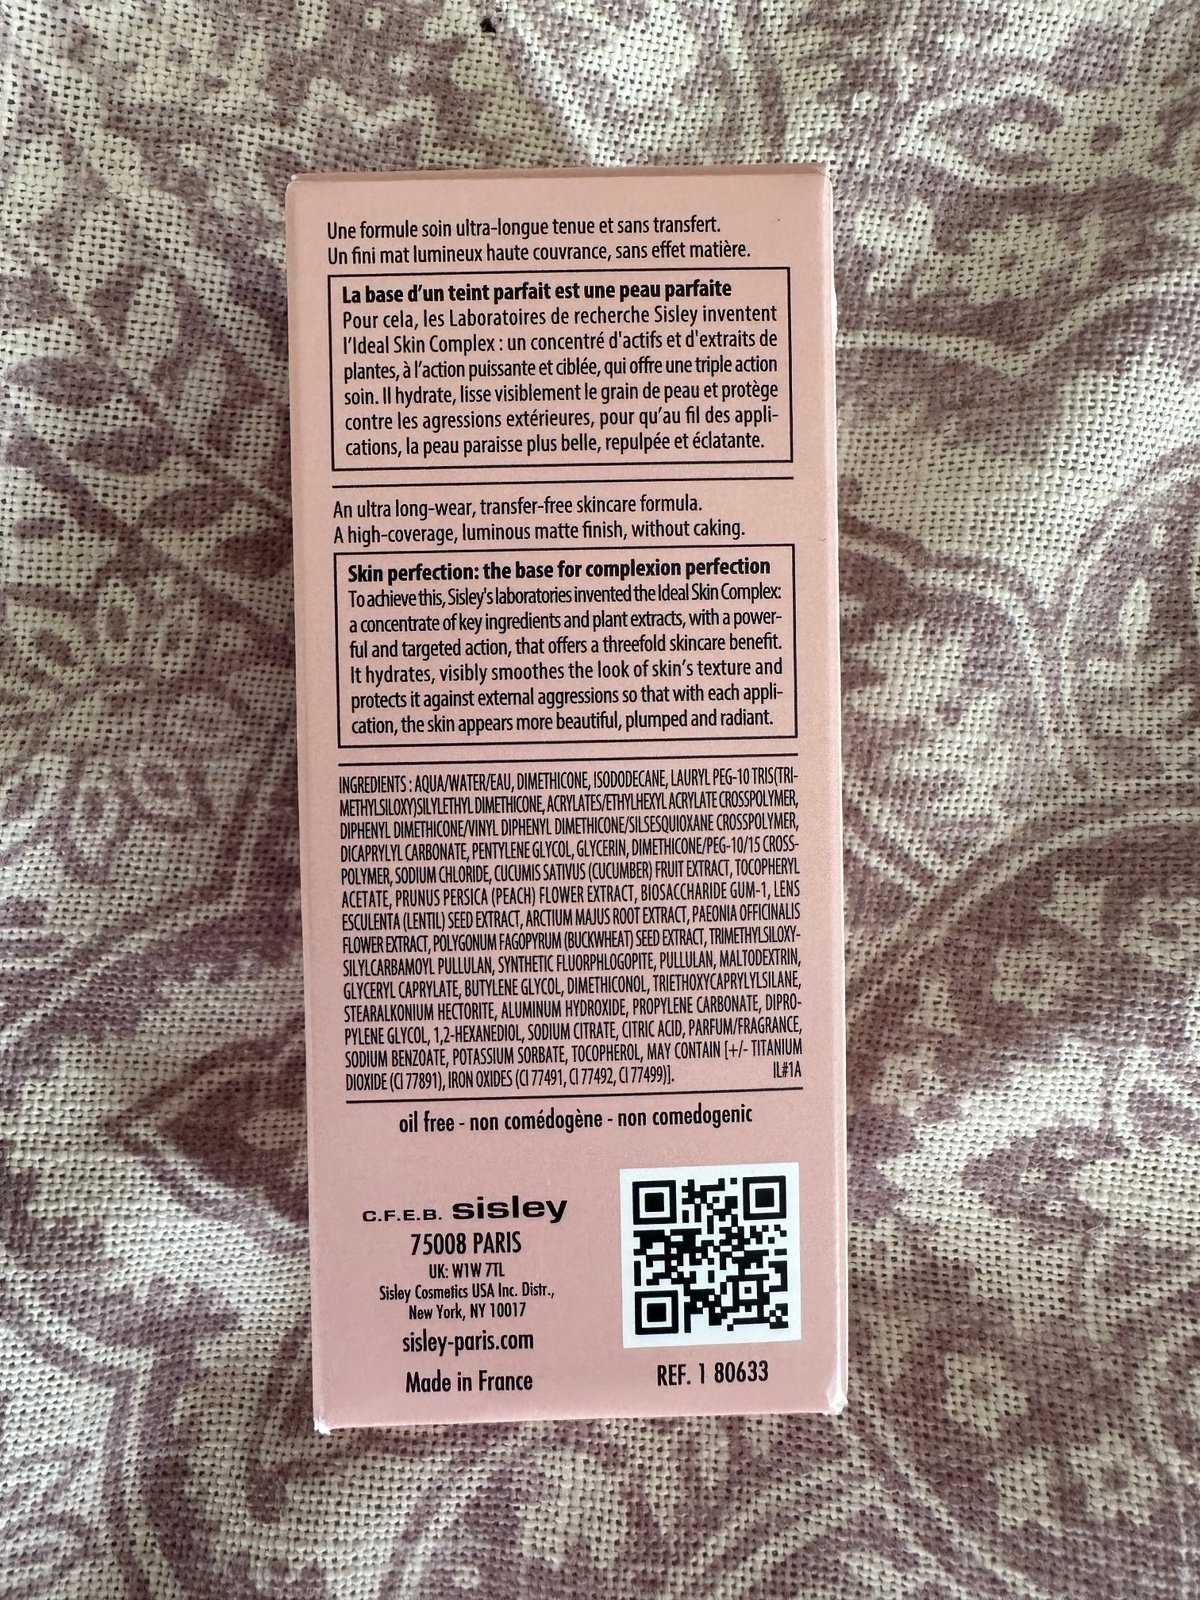 Une formule soin ultra-longue tenue et sans transfert.
Un fini mat lumineux haute couvrance, sans effet matière.
La base d'un teint parfait est une peau parfaite
Pour cela, les Laboratoires de recherche Sisley inventent
l'Ideal Skin Complex : un concentré d'actifs et d'extraits de
plantes, à l'action puissante et ciblée, qui offre une triple action
soin. Il hydrate, lisse visiblement le grain de peau et protège
contre les agressions extérieures, pour qu'au fil des appli-
cations, la peau paraisse plus belle, repulpée et éclatante.
An ultra long-wear, transfer-free skincare formula.
A high-coverage, luminous matte finish, without caking.
Skin perfection: the base for complexion perfection
To achieve this, Sisley's laboratories invented the Ideal Skin Complex:
a concentrate of key ingredients and plant extracts, with a power-
ful and targeted action, that offers a threefold skincare benefit.
It hydrates, visibly smoothes the look of skin's texture and
protects it against external aggressions so that with each appli-
cation, the skin appears more beautiful, plumped and radiant.
INGREDIENTS : AQUA/WATER/EAU, DIMETHICONE, ISODODECANE, LAURYL PEG-10 TRIS(TRI-
METHYLSILOXY)SILYLETHYL DIMETHICONE, ACRYLATES/ETHYLHEXYL ACRYLATE CROSSPOLYMER,
DIPHENYL DIMETHICONE/VINYL DIPHENYL DIMETHICONE/SILSESQUIOXANE CROSSPOLYMER,
DICAPRYLYL CARBONATE, PENTYLENE GLYCOL, GLYCERIN, DIMETHICONE/PEG-10/15 CROSS-
POLYMER, SODIUM CHLORIDE, CUCUMIS SATIVUS (CUCUMBER) FRUIT EXTRACT, TOCOPHERYL
ACETATE, PRUNUS PERSICA (PEACH) FLOWER EXTRACT, BIOSACCHARIDE GUM-1, LENS
ESCULENTA (LENTIL) SEED EXTRACT, ARCTIUM MAJUS ROOT EXTRACT, PAEONIA OFFICINALIS
FLOWER EXTRACT, POLYGONUM FAGOPYRUM (BUCKWHEAT) SEED EXTRACT, TRIMETHYLSILOXY-
SILYLCARBAMOYL PULLULAN, SYNTHETIC FLUORPHLOGOPITE, PULLULAN, MALTODEXTRIN,
GLYCERYL CAPRYLATE, BUTYLENE GLYCOL, DIMETHICONOL, TRIETHOXYCAPRYLYLSILANE,
STEARALKONIUM HECTORITE, ALUMINUM HYDROXIDE, PROPYLENE CARBONATE, DIPRO-
PYLENE GLYCOL, 1,2-HEXANEDIOL, SODIUM CITRATE, CITRIC ACID, PARFUM/FRAGRANCE,
SODIUM BENZOATE, POTASSIUM SORBATE, TOCOPHEROL, MAY CONTAIN [+/- TITANIUM
DIOXIDE (CI 77891), IRON OXIDES (CI 77491, CI 77492, CI 77499)]. IL#1A
oil free - non comédogène - non comedogenic
C.F.E.B. sisley
75008 PARIS
UK: W1W 7TL
Sisley Cosmetics USA Inc. Distr.,
New York, NY 10017
sisley-paris.com
Made in France
REF. 1 80633